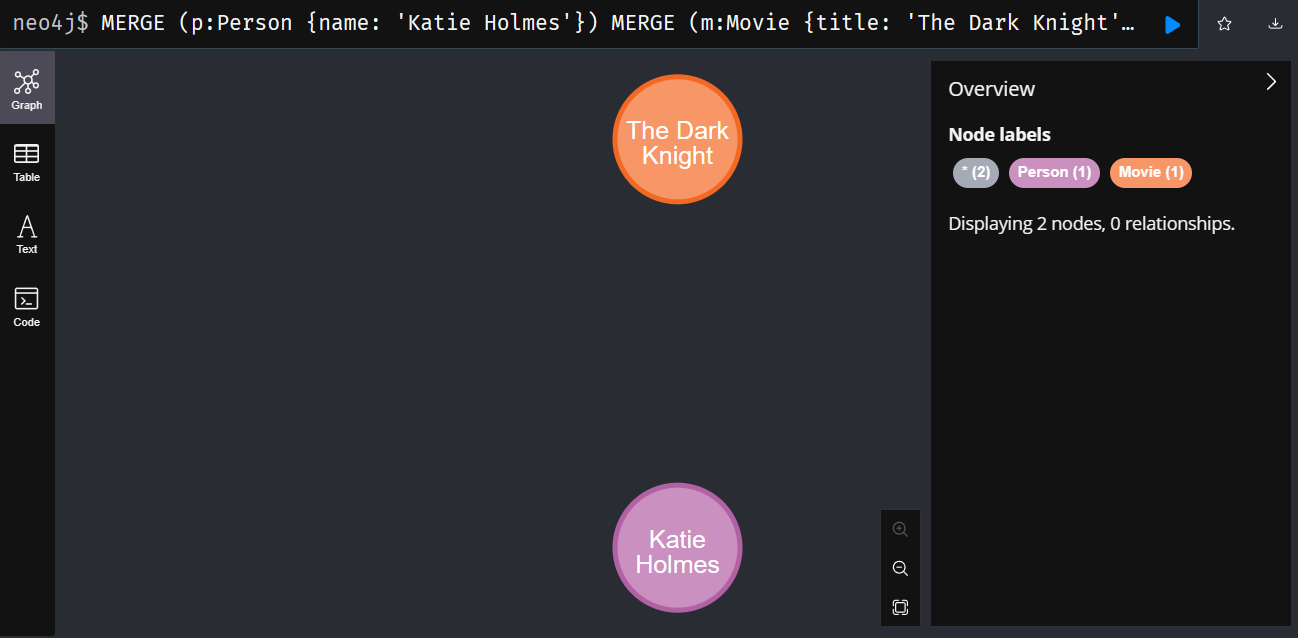 neo4j$ MERGE (p:Person {name: 'Katie Holmes'}) MERGE (m:Movie {title: 'The Dark Knight'…
Graph
Table
Text
Code
The Dark
Knight
Katie
Holmes
Overview
Node labels
* (2) Person (1) Movie (1)
Displaying 2 nodes, 0 relationships.